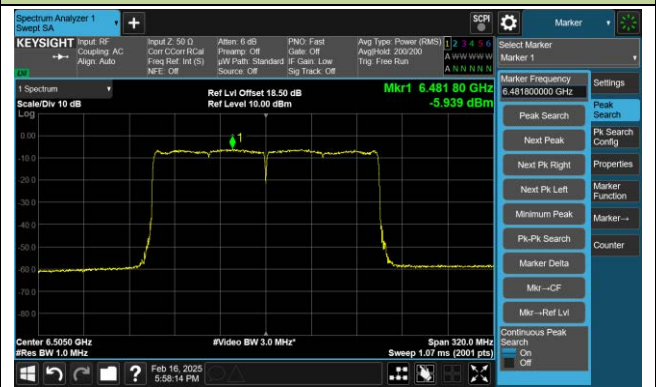 Spectrum Analyzer 1
Swept SA
SCPI
Marker
KEYSIGHT
Input: RF
Coupling: AC
Align: Auto
Input Z: 50 Ω
Corr CCorr RCal
Freq Ref: Int (S)
NFE: Off
Atten: 6 dB
Preamp: Off
µW Path: Standard
Source: Off
PNO: Fast
Gate: Off
IF Gain: Low
Sig Track: Off
Avg Type: Power (RMS)
Avg|Hold: 200/200
Trig: Free Run
1 2 3 4 5 6
A W W W W W
A N N N N N
Select Marker
Marker 1
1 Spectrum
Scale/Div 10 dB
Log
Ref Lvl Offset 18.50 dB
Ref Level 10.00 dBm
Mkr1 6.481 80 GHz
-5.939 dBm
1
0.00
-10.0
-20.0
-30.0
-40.0
-50.0
-60.0
-70.0
-80.0
Center 6.5050 GHz
#Res BW 1.0 MHz
#Video BW 3.0 MHz*
Span 320.0 MHz
Sweep 1.07 ms (2001 pts)
Marker Frequency
6.481800000 GHz
Peak Search
Next Peak
Next Pk Right
Next Pk Left
Minimum Peak
Pk-Pk Search
Marker Delta
Mkr→CF
Mkr→Ref Lvl
Continuous Peak
Search
On
Off
Settings
Peak
Search
Pk Search
Config
Properties
Marker
Function
Marker→
Counter
?
Feb 16, 2025
5:58:14 PM